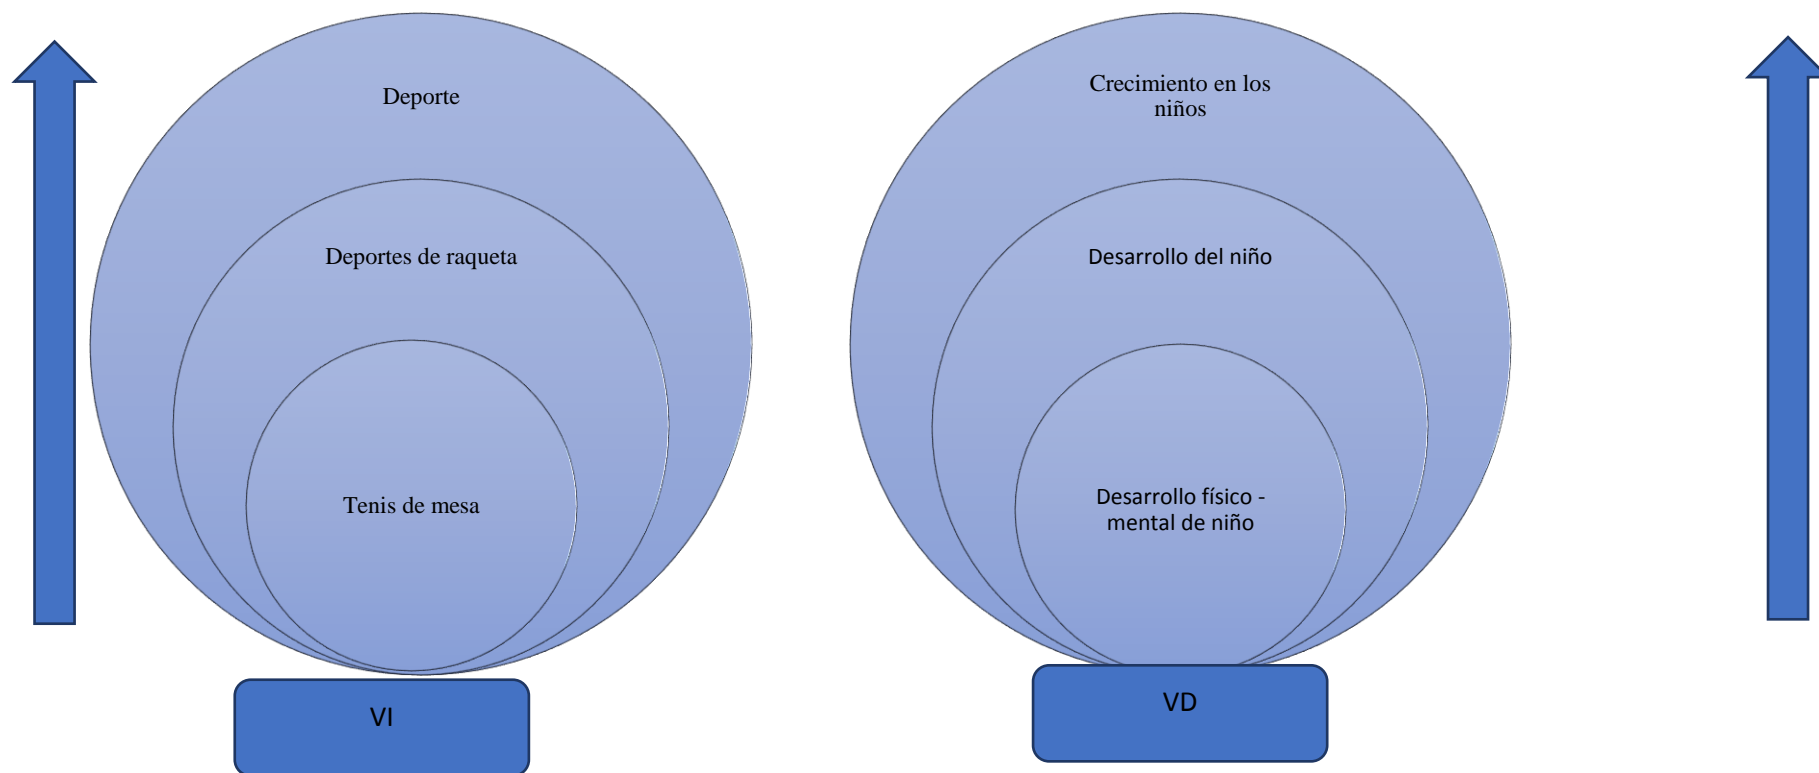 Deporte
Deportes de raqueta
Tenis de mesa
VI
Crecimiento en los
niños
Desarrollo del niño
Desarrollo físico -
mental de niño
VD